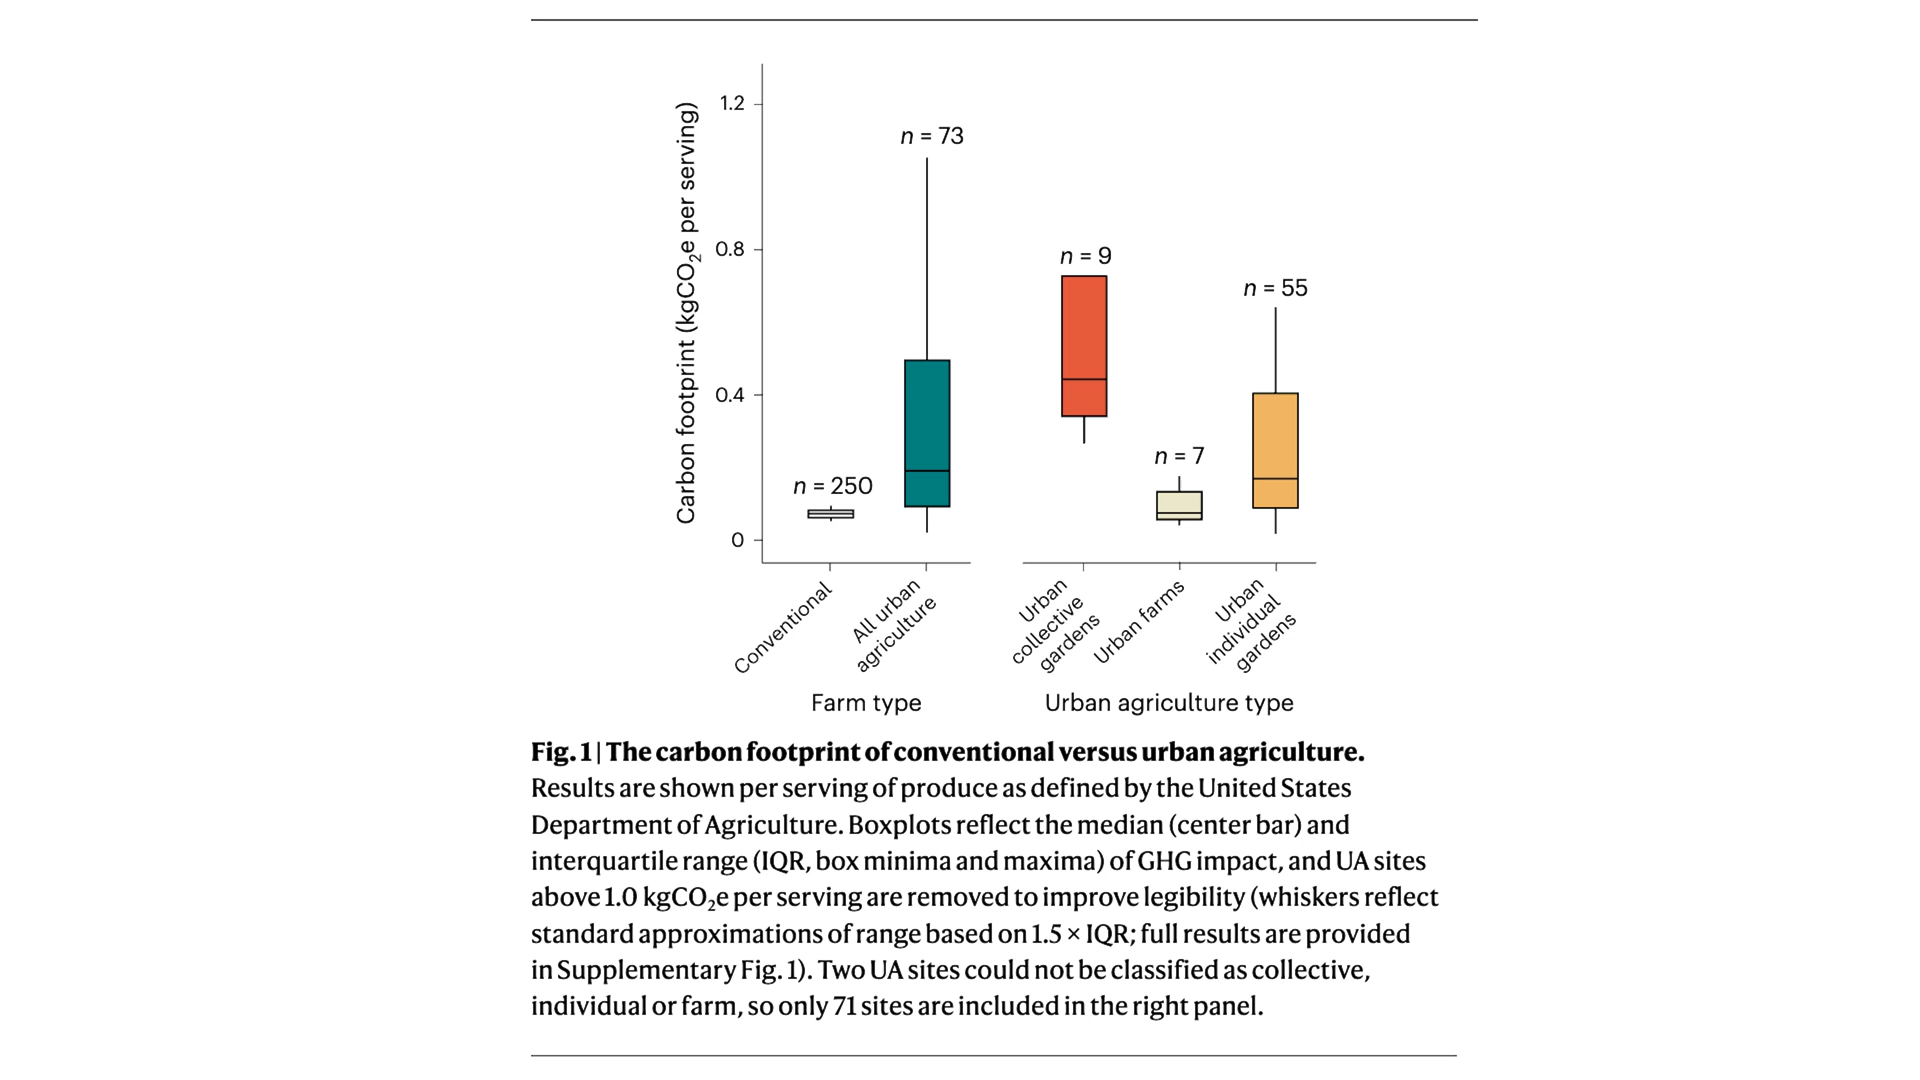 Carbon footprint (kgCO₂e per serving)
1.2
0.8
0.4
0
n = 250
n = 73
n = 9
n = 7
n = 55
Conventional
All urban
agriculture
Urban
collective
gardens
Urban farms
Urban
individual
gardens
Farm type
Urban agriculture type
Fig. 1 | The carbon footprint of conventional versus urban agriculture.
Results are shown per serving of produce as defined by the United States
Department of Agriculture. Boxplots reflect the median (center bar) and
interquartile range (IQR, box minima and maxima) of GHG impact, and UA sites
above 1.0 kgCO₂e per serving are removed to improve legibility (whiskers reflect
standard approximations of range based on 1.5 × IQR; full results are provided
in Supplementary Fig. 1). Two UA sites could not be classified as collective,
individual or farm, so only 71 sites are included in the right panel.